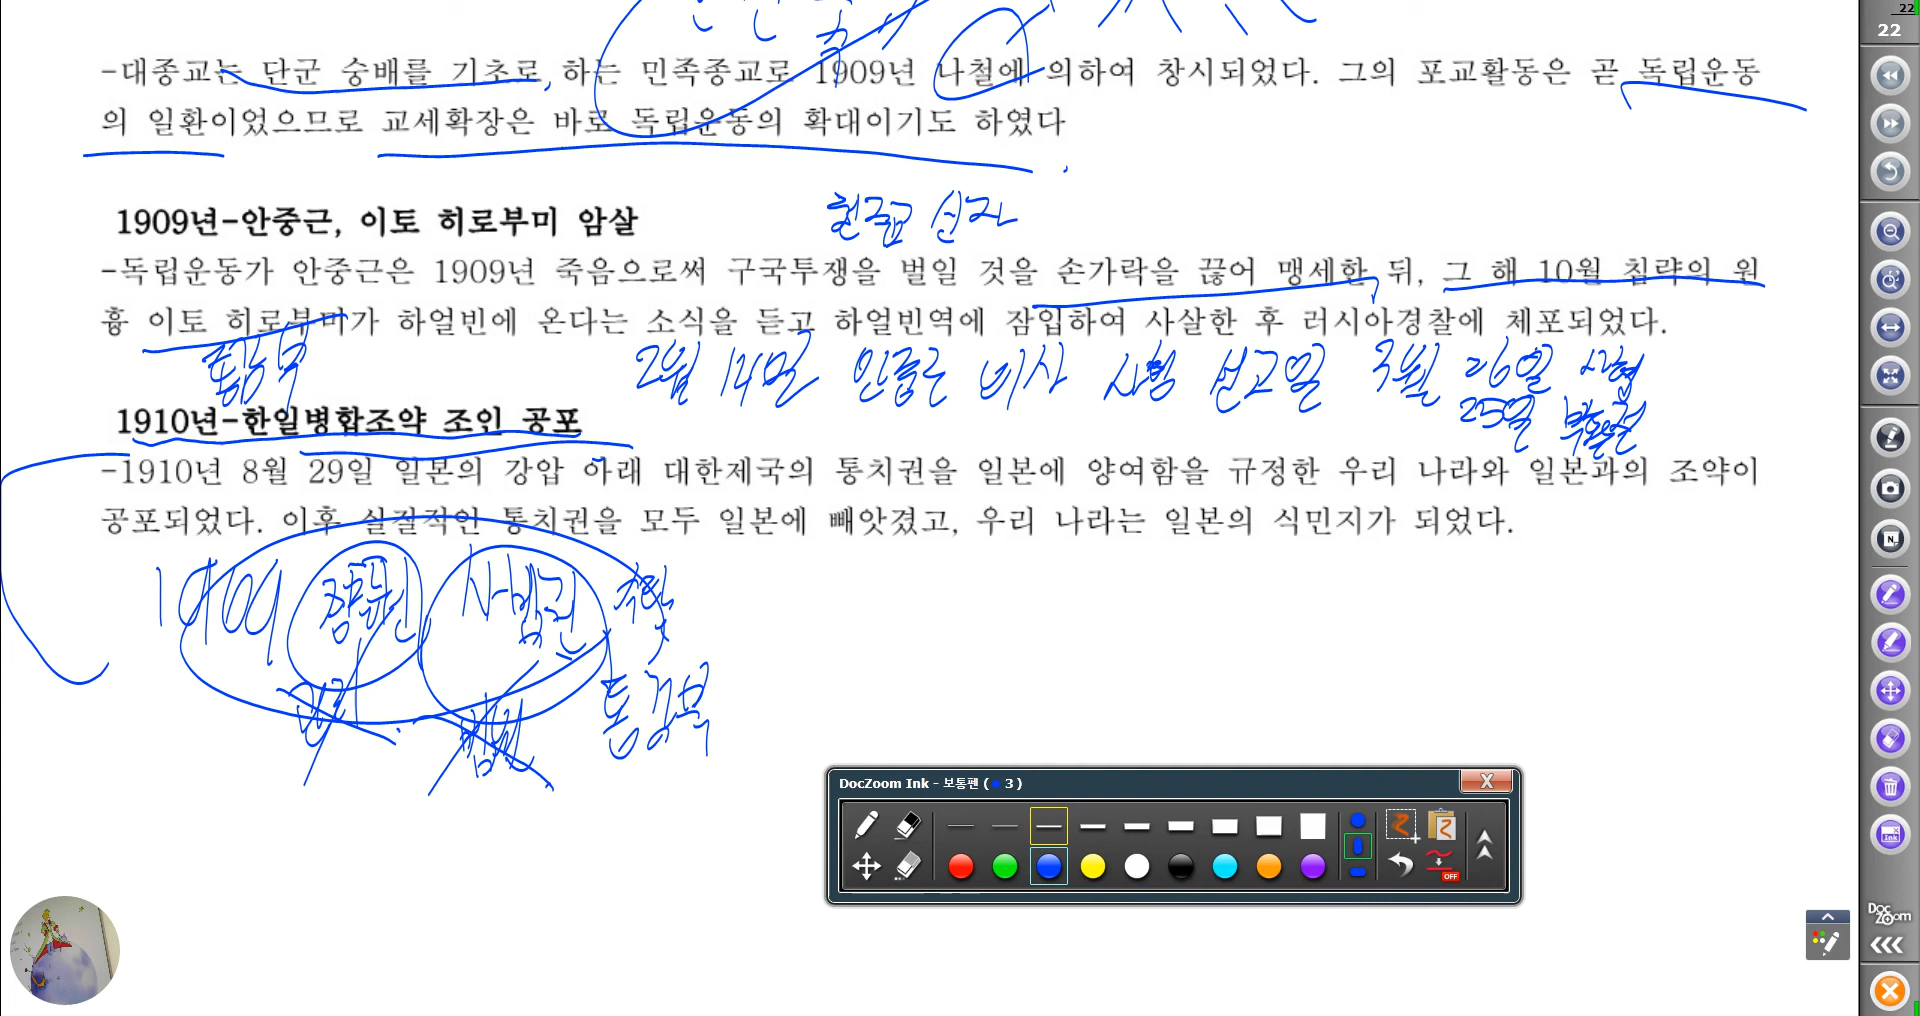 22
22
-대종교는 단군 숭배를 기초로 하는 민족종교로 1909년 나철에 의하여 창시되었다. 그의 포교활동은 곧 독립운동
의 일환이었으므로 교세확장은 바로 독립운동의 확대이기도 하였다
1909년-안중근, 이토 히로부미 암살
천주교 신자
-독립운동가 안중근은 1909년 죽음으로써 구국투쟁을 벌일 것을 손가락을 끊어 맹세한 뒤, 그 해 10월 침략의 원
흉 이토 히로부미가 하얼빈에 온다는 소식을 듣고 하얼빈역에 잠입하여 사살한 후 러시아경찰에 체포되었다.
통감부
2월 14일 안중근 의사 사형 선고일 3월 26일 사형
25일 부활절
1910년-한일병합조약 조인 공포
-1910년 8월 29일 일본의 강압 아래 대한제국의 통치권을 일본에 양여함을 규정한 우리 나라와 일본과의 조약이
공포되었다. 이후 실질적인 통치권을 모두 일본에 빼앗겼고, 우리 나라는 일본의 식민지가 되었다.
사법권
통감부
DocZoom Ink - 보통펜 ( 3 )
X
OFF
N
Ink
Doc Zoom